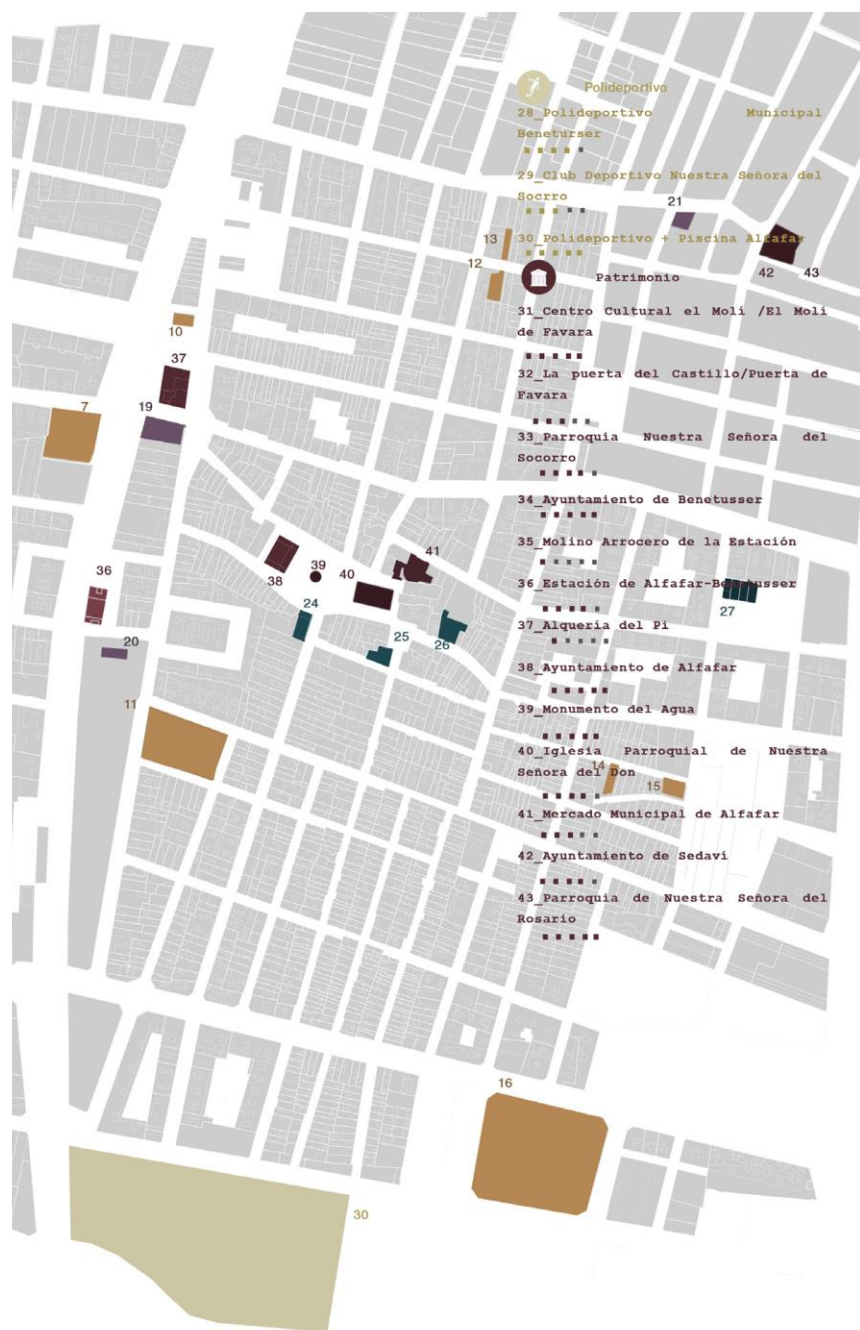 Polideportivo
28_Polideportivo Municipal
Beneturser
29_Club Deportivo Nuestra Señora del
Socrro
21
13
30_Polideportivo + Piscina Alfafar
12
42
43
Patrimonio
31_Centro Cultural el Molí /El Molí
de Favara
10
37
32_La puerta del Castillo/Puerta de
Favara
7
19
33_Parroquia Nuestra Señora del
Socorro
34_Ayuntamiento de Benetusser
35_Molino Arrocero de la Estación
41
39
36
38
40
36_Estación de Alfafar-Benetusser
24
27
37_Alquería del Pi
25
26
20
38_Ayuntamiento de Alfafar
11
39_Monumento del Agua
40_Iglesia Parroquial de Nuestra
Señora del Don
14
15
41_Mercado Municipal de Alfafar
42_Ayuntamiento de Sedaví
43_Parroquia de Nuestra Señora del
Rosario
16
30